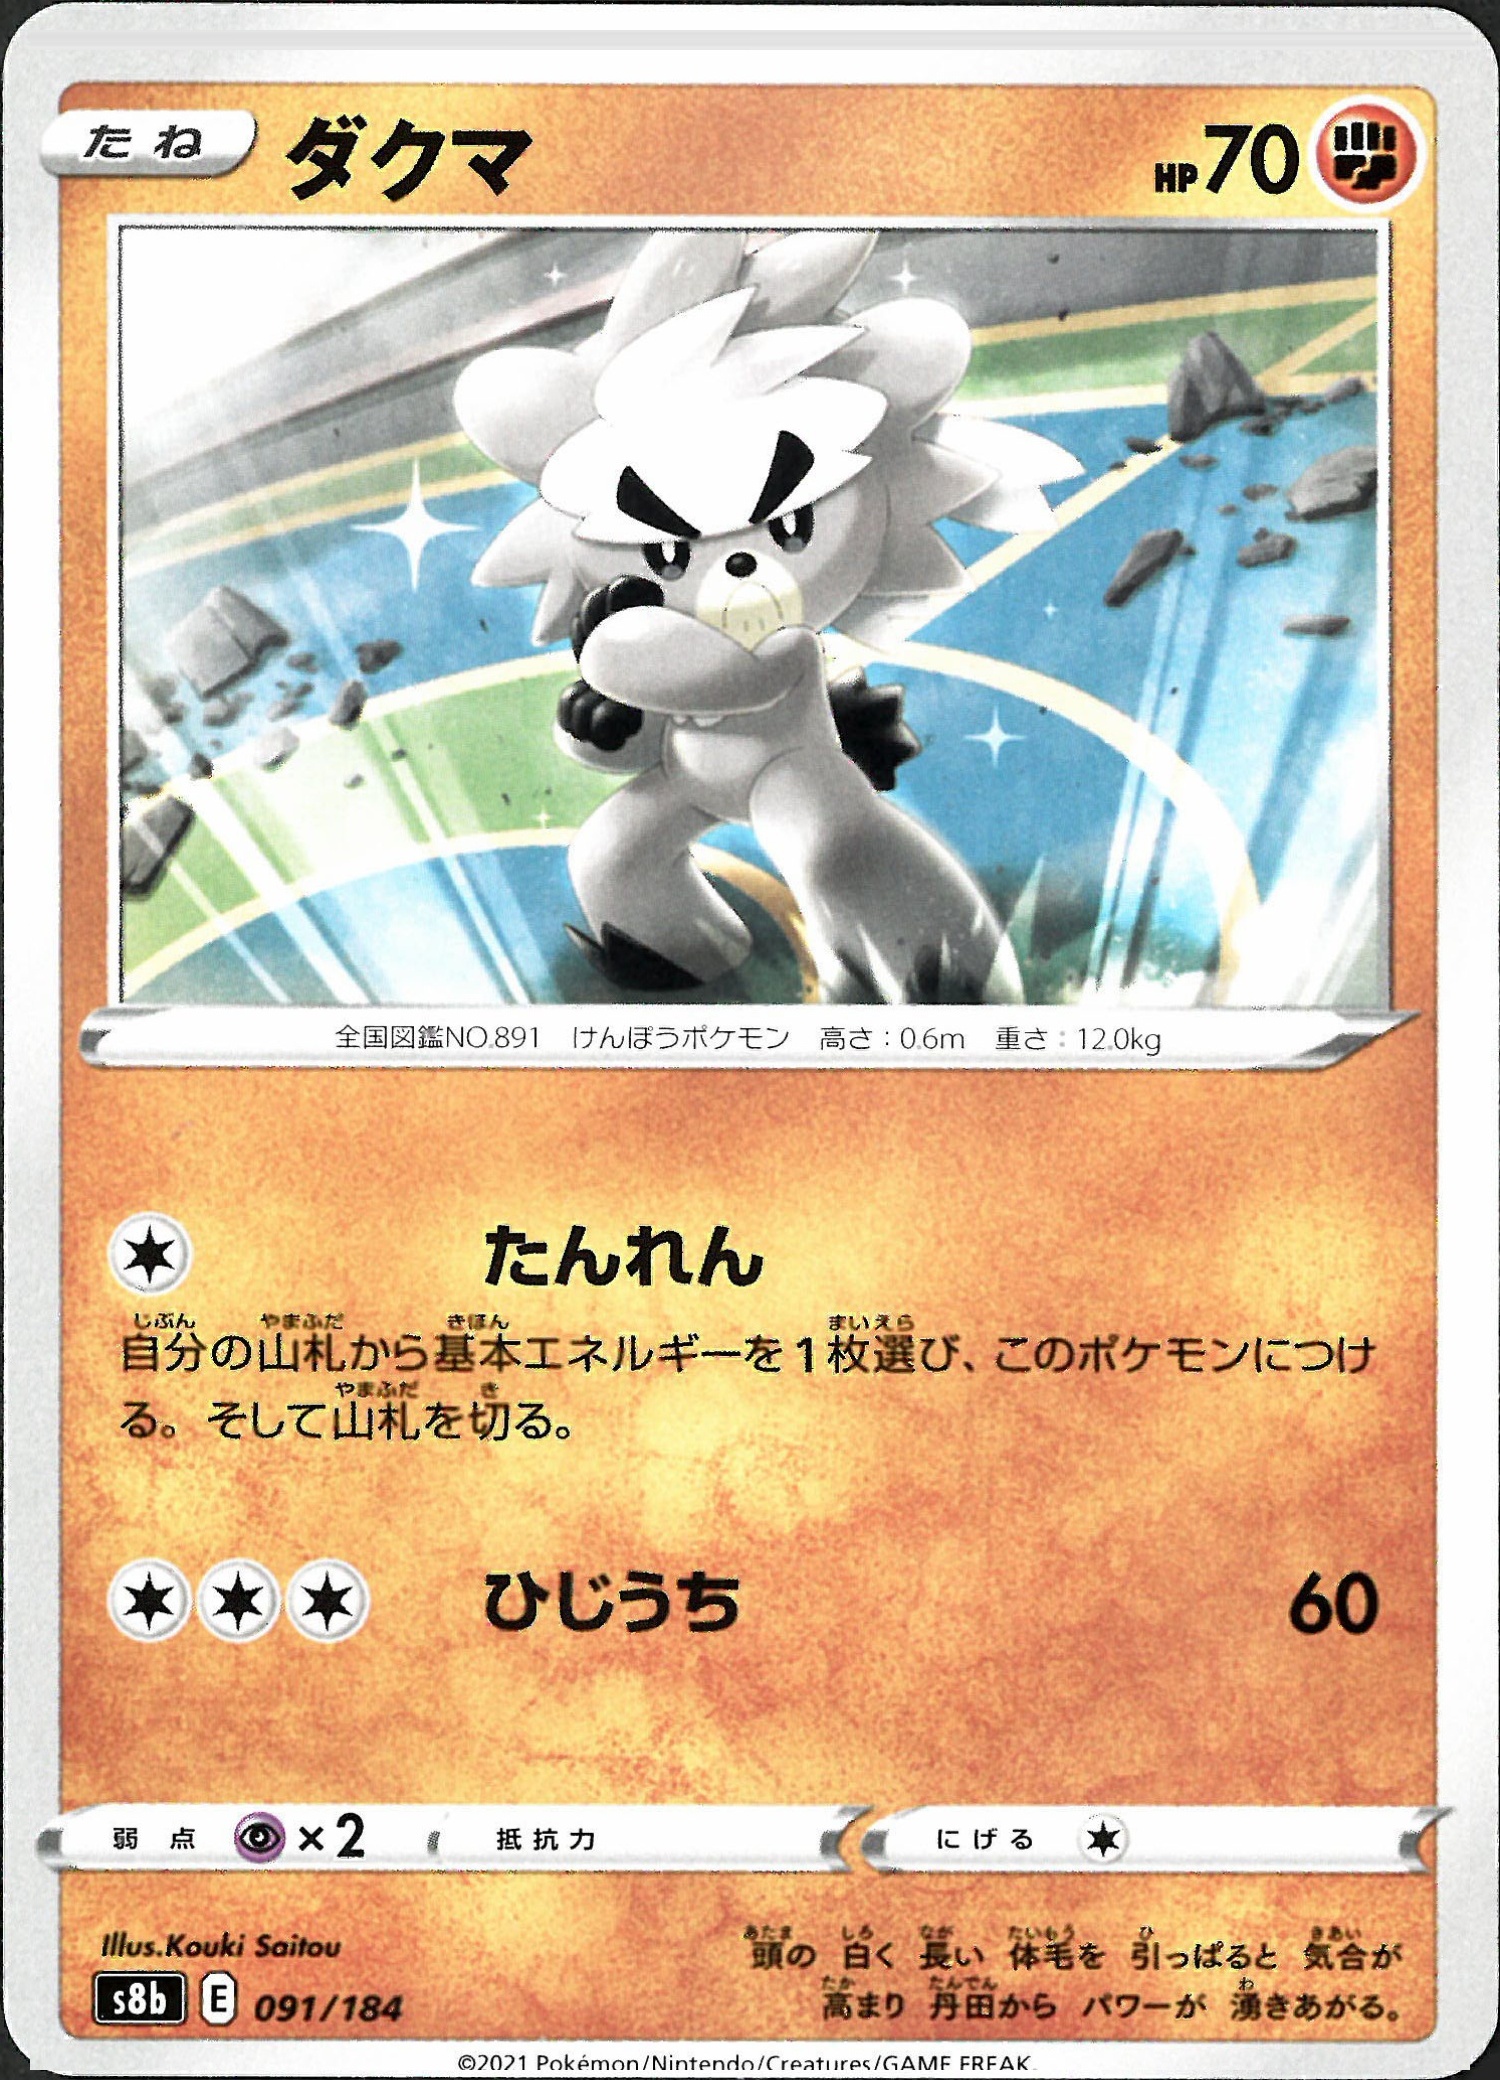 たね ダクマ HP70
全国図鑑NO.891 けんぽうポケモン 高さ：0.6m 重さ：12.0kg
たんれん
じぶん やまふだ きほん まいえら
自分の山札から基本エネルギーを1枚選び、このポケモンにつけ
やまふだ き
る。そして山札を切る。
ひじうち 60
弱点 ×2 抵抗力 にげる
Illus.Kouki Saitou
あたま しろ なが たいもう ひ きあい
頭の 白く 長い 体毛を 引っぱると 気合が
たか たんでん わ
高まり 丹田から パワーが 湧きあがる。
s8b E 091/184
©2021 Pokémon/Nintendo/Creatures/GAME FREAK.